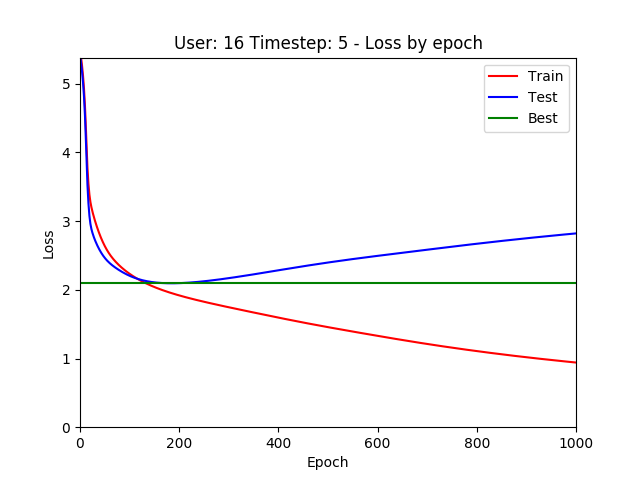 User: 16 Timestep: 5 - Loss by epoch
Train
Test
Best
Loss
5
4
3
2
1
0
0 200 400 600 800 1000
Epoch